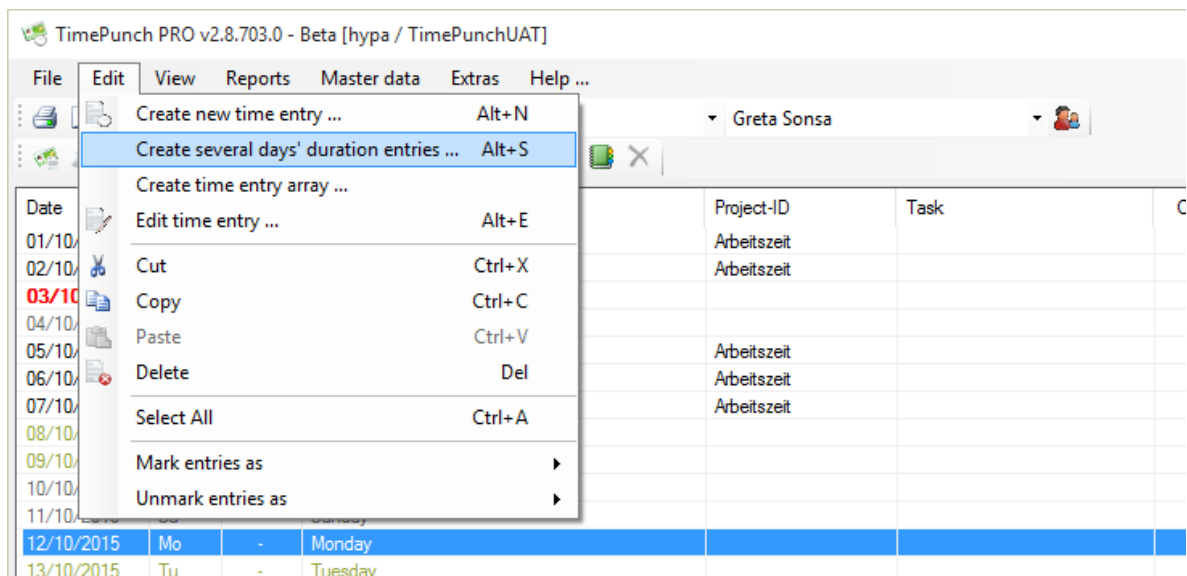 TimePunch PRO v2.8.703.0 - Beta [hypa / TimePunchUAT]
File Edit View Reports Master data Extras Help ...
Create new time entry ... Alt+N
Greta Sonsa
Create several days' duration entries ... Alt+S
Create time entry array ...
Edit time entry ... Alt+E
Cut Ctrl+X
Copy Ctrl+C
Paste Ctrl+V
Delete Del
Select All Ctrl+A
Mark entries as
Unmark entries as
Date Project-ID Task
01/10/ Arbeitszeit
02/10/ Arbeitszeit
03/10
04/10/
05/10/ Arbeitszeit
06/10/ Arbeitszeit
07/10/ Arbeitszeit
08/10/
09/10/
10/10/
11/10/
12/10/2015 Mo - Monday
13/10/2015 Tu - Tuesday